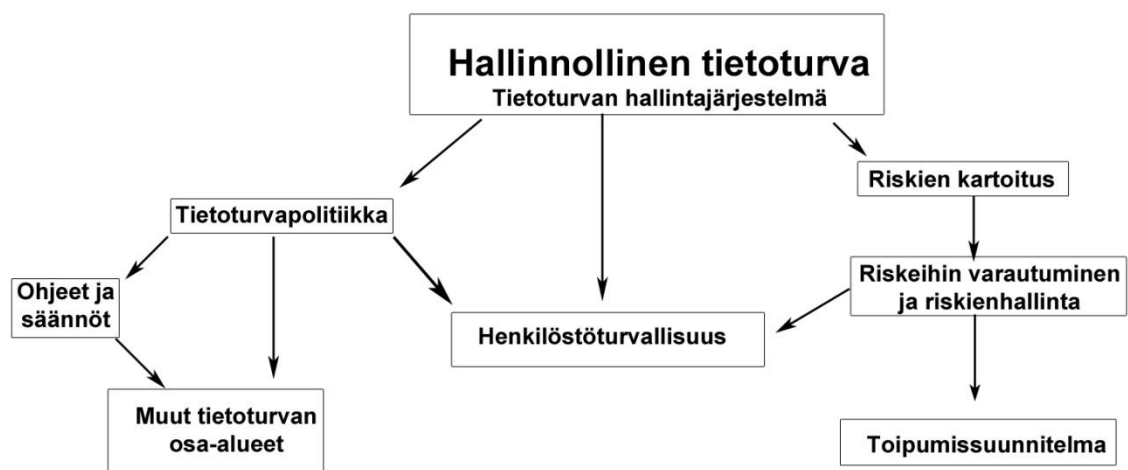 Hallinnollinen tietoturva
Tietoturvan hallintajärjestelmä
Riskien kartoitus
Tietoturvapolitiikka
Riskeihin varautuminen
ja riskienhallinta
Ohjeet ja
säännöt
Henkilöstöturvallisuus
Muut tietoturvan
osa-alueet
Toipumissuunnitelma